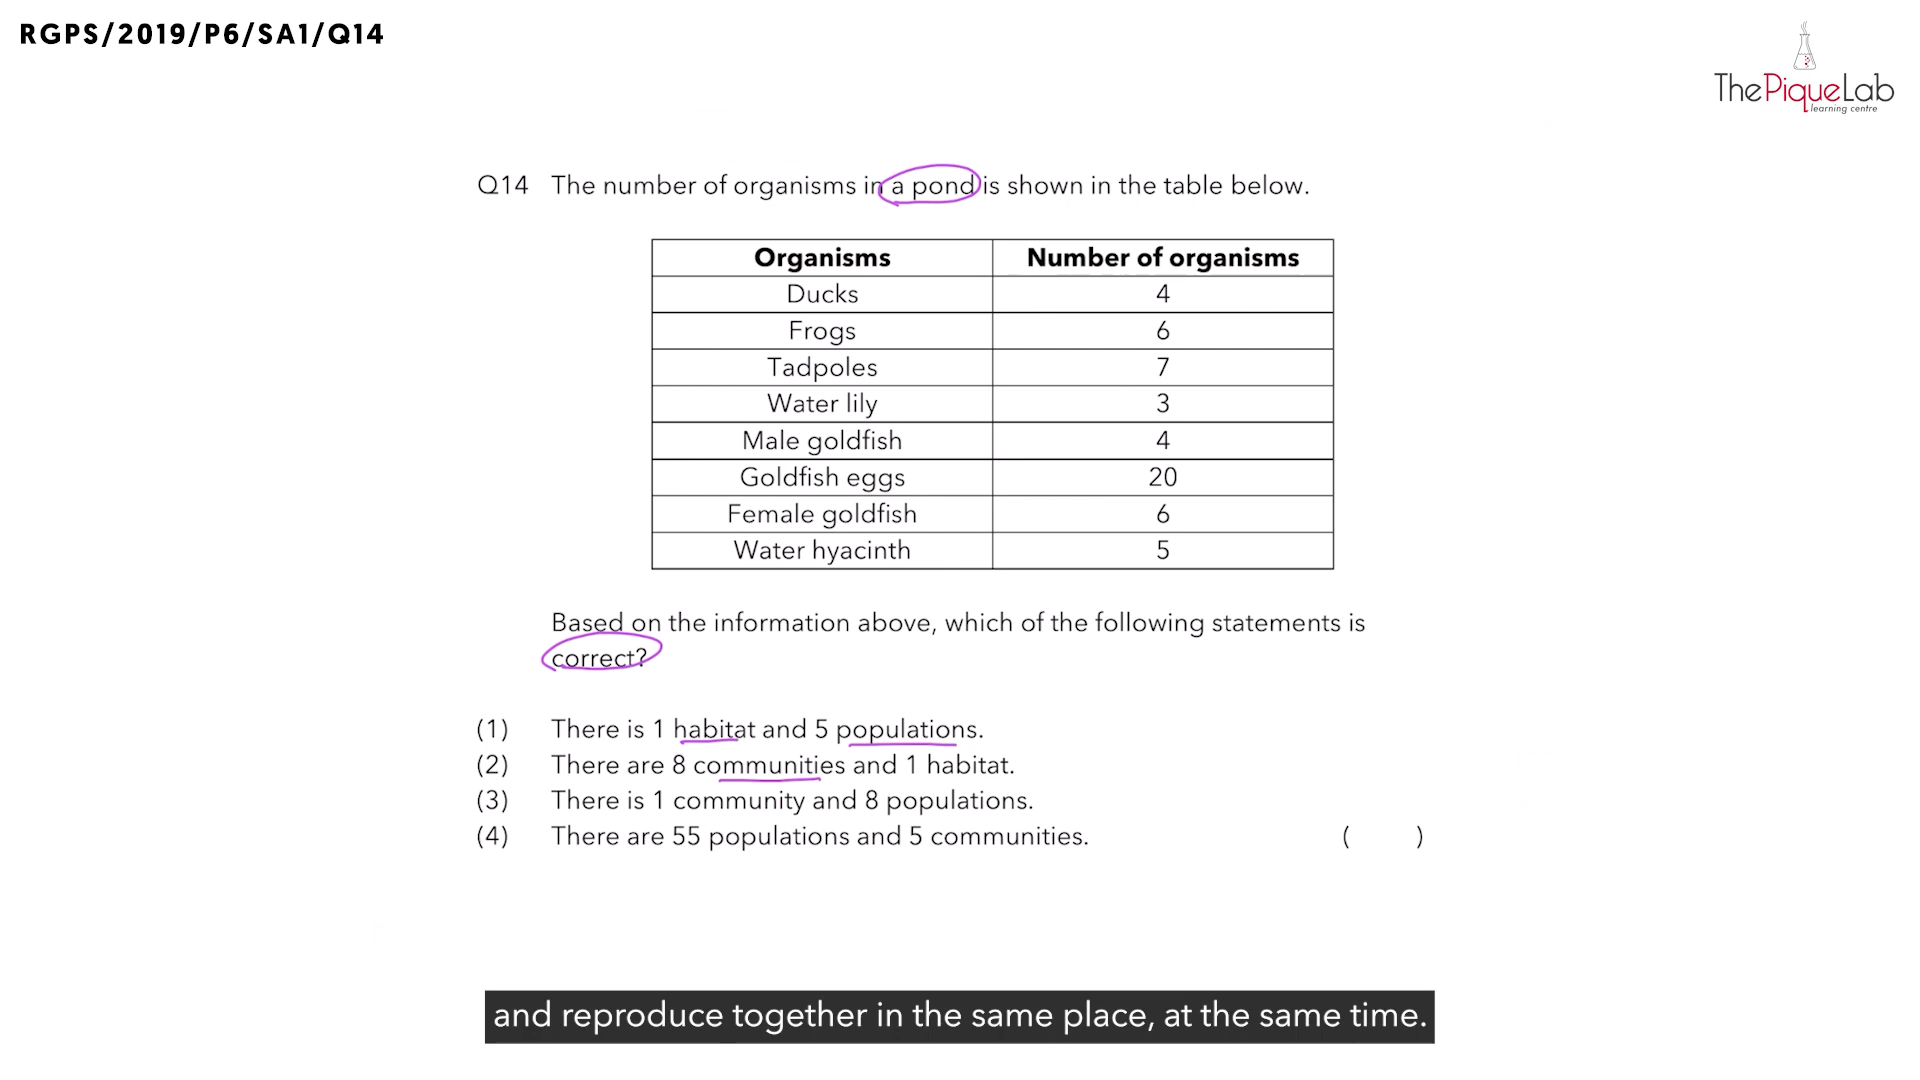 RGPS/2019/P6/SA1/Q14
ThePiqueLab
learning centre
Q14 The number of organisms in a pond is shown in the table below.
Organisms Number of organisms
Ducks 4
Frogs 6
Tadpoles 7
Water lily 3
Male goldfish 4
Goldfish eggs 20
Female goldfish 6
Water hyacinth 5
Based on the information above, which of the following statements is
correct?
(1) There is 1 habitat and 5 populations.
(2) There are 8 communities and 1 habitat.
(3) There is 1 community and 8 populations.
(4) There are 55 populations and 5 communities. ( )
and reproduce together in the same place, at the same time.